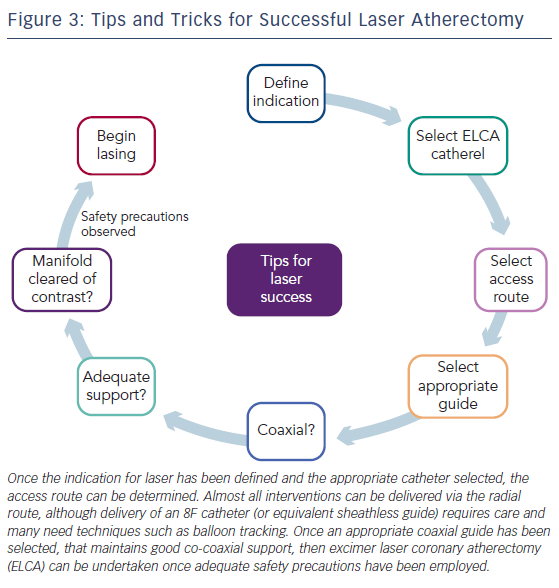 Figure 3: Tips and Tricks for Successful Laser Atherectomy
Define
indication
Select ELCA
catherel
Select
access
route
Select
appropriate
guide
Coaxial?
Adequate
support?
Manifold
cleared of
contrast?
Safety precautions
observed
Begin
lasing
Tips for
laser
success
Once the indication for laser has been defined and the appropriate catheter selected, the
access route can be determined. Almost all interventions can be delivered via the radial
route, although delivery of an 8F catheter (or equivalent sheathless guide) requires care and
many need techniques such as balloon tracking. Once an appropriate coaxial guide has been
selected, that maintains good co-coaxial support, then excimer laser coronary atherectomy
(ELCA) can be undertaken once adequate safety precautions have been employed.